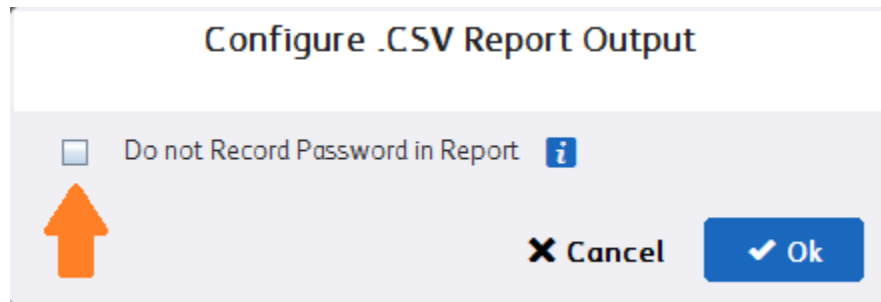 Configure .CSV Report Output
Do not Record Password in Report i
Cancel Ok